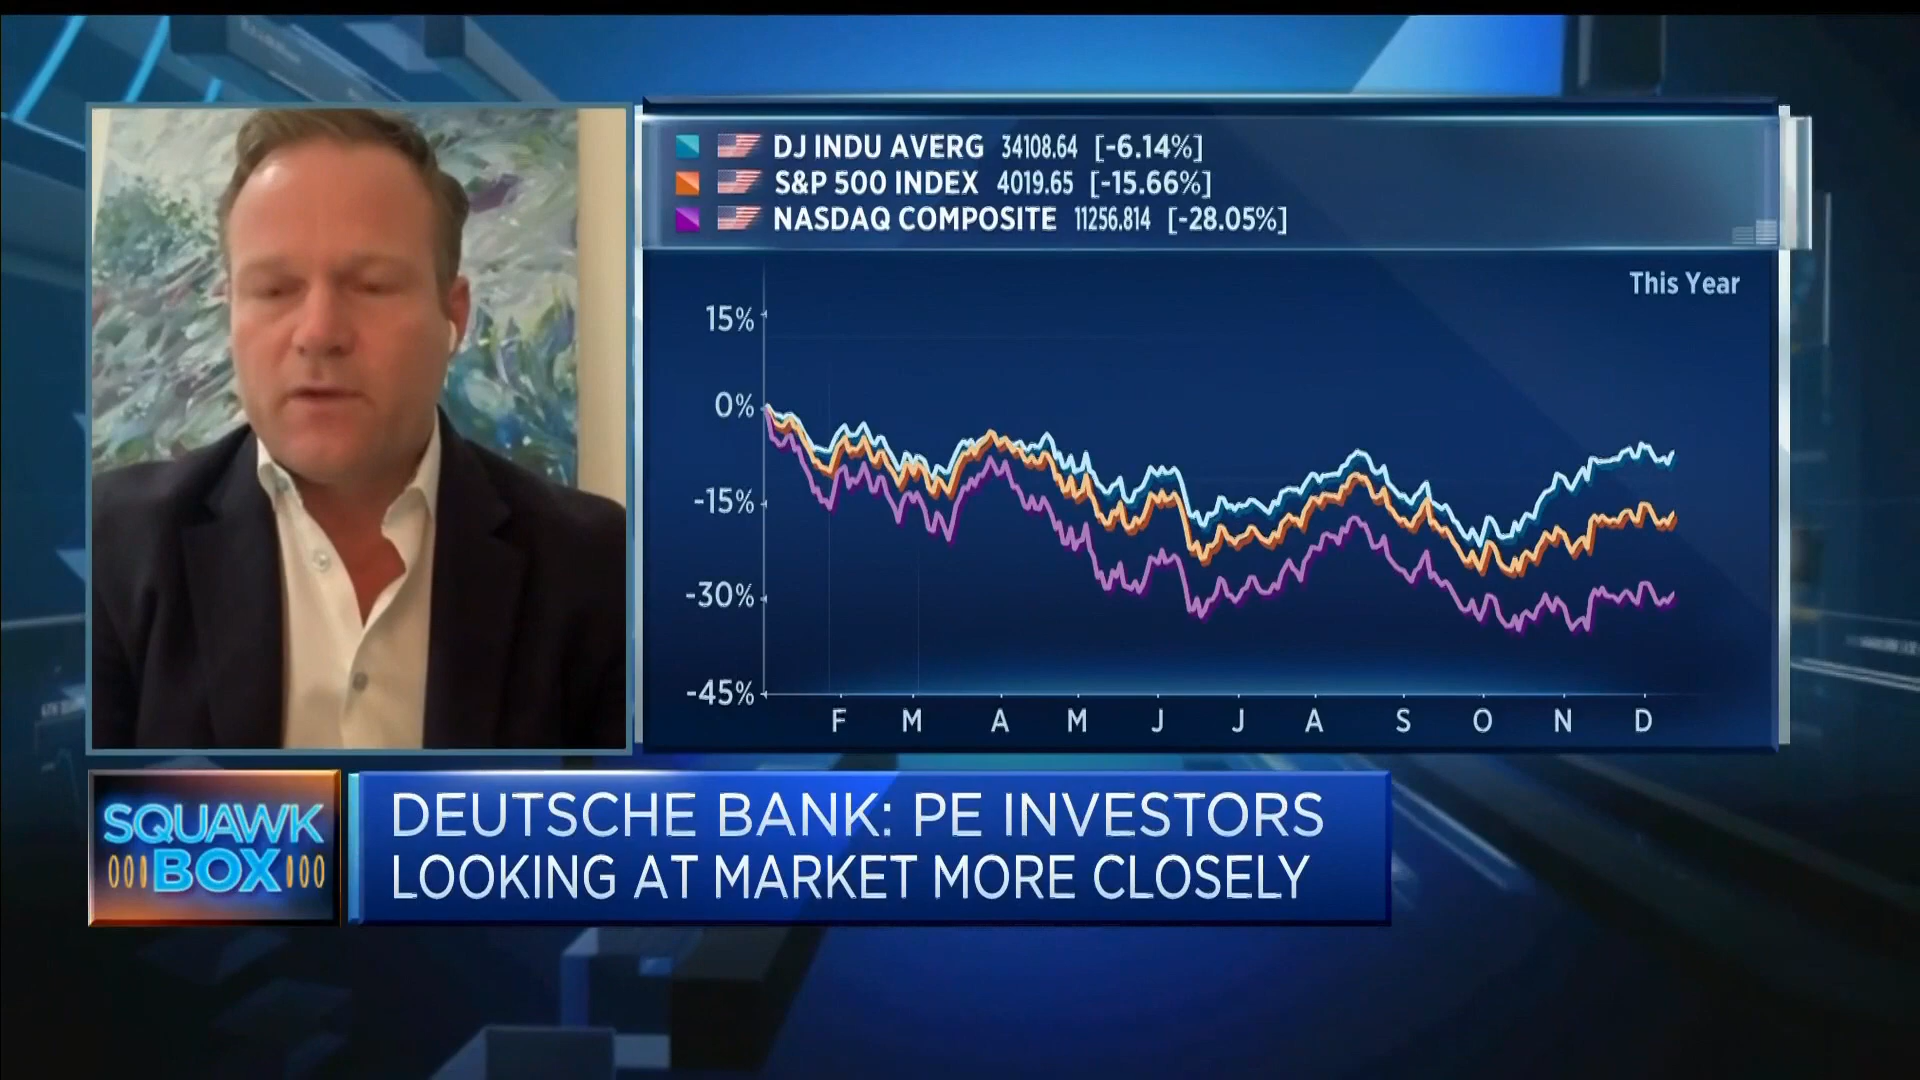 DJ INDU AVERG 34108.64 [-6.14%]
S&P 500 INDEX 4019.65 [-15.66%]
NASDAQ COMPOSITE 11256.814 [-28.05%]
This Year
15%
0%
-15%
-30%
-45%
F M A M J J A S O N D
SQUAWK
BOX
DEUTSCHE BANK: PE INVESTORS
LOOKING AT MARKET MORE CLOSELY